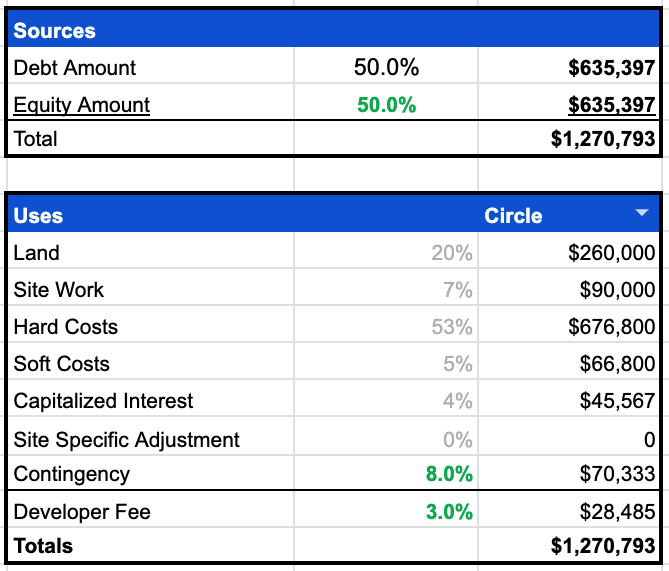 Sources
Debt Amount 50.0% $635,397
Equity Amount 50.0% $635,397
Total $1,270,793
Uses Circle
Land 20% $260,000
Site Work 7% $90,000
Hard Costs 53% $676,800
Soft Costs 5% $66,800
Capitalized Interest 4% $45,567
Site Specific Adjustment 0% 0
Contingency 8.0% $70,333
Developer Fee 3.0% $28,485
Totals $1,270,793